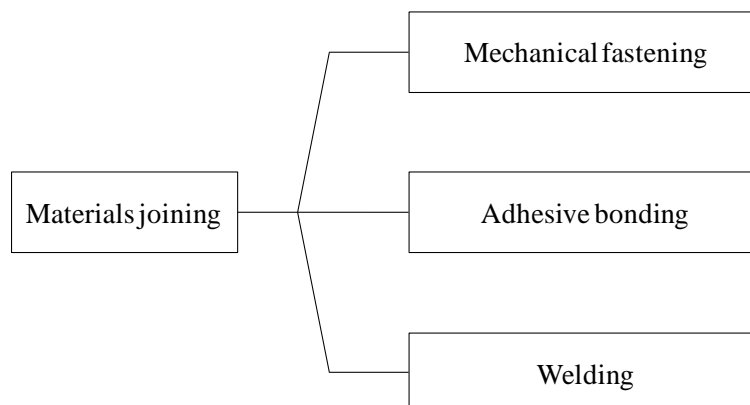 Mechanical fastening
Materials joining
Adhesive bonding
Welding